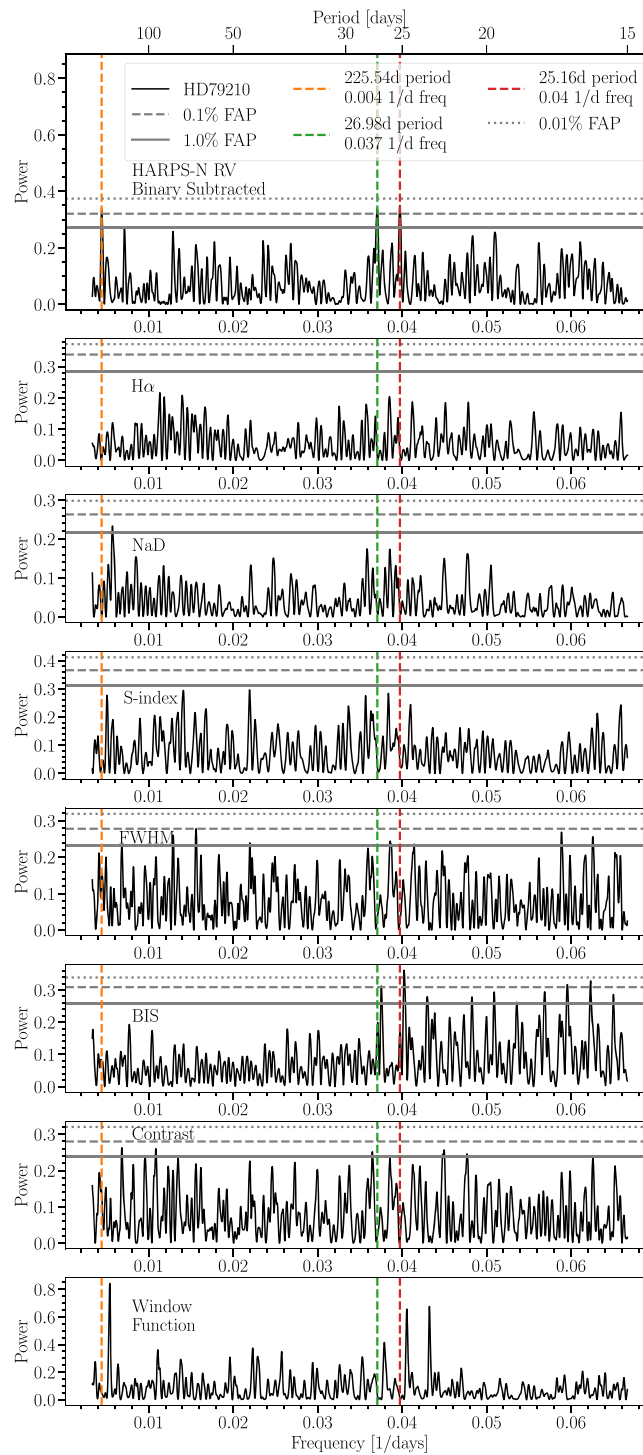 Period [days]
100 50 30 25 20 15
HD79210
0.1% FAP
1.0% FAP
225.54d period
0.004 1/d freq
26.98d period
0.037 1/d freq
25.16d period
0.04 1/d freq
0.01% FAP
HARPS-N RV
Binary Subtracted
Power
0.8
0.6
0.4
0.2
0.0
0.01 0.02 0.03 0.04 0.05 0.06
Hα
Power
0.3
0.2
0.1
0.0
0.01 0.02 0.03 0.04 0.05 0.06
NaD
Power
0.3
0.2
0.1
0.0
0.01 0.02 0.03 0.04 0.05 0.06
S-index
Power
0.4
0.3
0.2
0.1
0.0
0.01 0.02 0.03 0.04 0.05 0.06
FWHM
Power
0.3
0.2
0.1
0.0
0.01 0.02 0.03 0.04 0.05 0.06
BIS
Power
0.3
0.2
0.1
0.0
0.01 0.02 0.03 0.04 0.05 0.06
Contrast
Power
0.3
0.2
0.1
0.0
0.01 0.02 0.03 0.04 0.05 0.06
Window
Function
Power
0.8
0.6
0.4
0.2
0.0
0.01 0.02 0.03 0.04 0.05 0.06
Frequency [1/days]